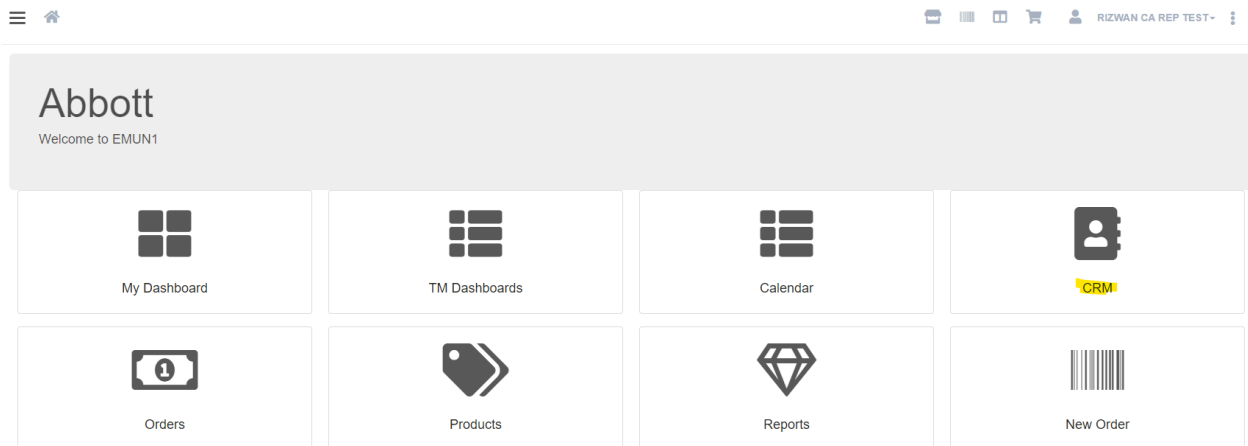 RIZWAN CA REP TEST
Abbott
Welcome to EMUN1
My Dashboard
TM Dashboards
Calendar
CRM
1
Orders
Products
Reports
New Order